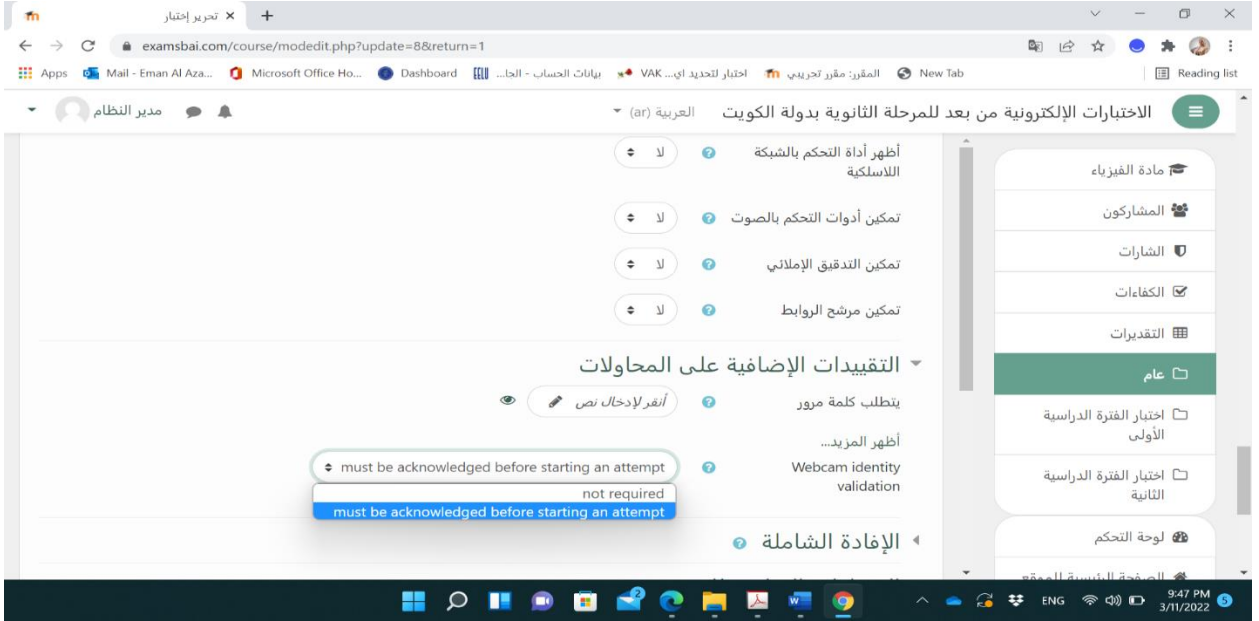 تحرير إختبار
examsbai.com/course/modedit.php?update=8&return=1
Apps
Mail - Eman Al Aza...
Microsoft Office Ho...
Dashboard
بيانات الحساب - الجا...
اختبار لتحديد اي... VAK
المقرر: مقرر تجريبي
New Tab
Reading list
الاختبارات الإلكترونية من بعد للمرحلة الثانوية بدولة الكويت
العربية (ar)
مدير النظام
مادة الفيزياء
المشاركون
الشارات
الكفاءات
التقديرات
عام
اختبار الفترة الدراسية
الأولى
اختبار الفترة الدراسية
الثانية
لوحة التحكم
الصفحة الرئيسية للموقع
أظهر أداة التحكم بالشبكة
اللاسلكية
لا
تمكين أدوات التحكم بالصوت
لا
تمكين التدقيق الإملائي
لا
تمكين مرشح الروابط
لا
التقييدات الإضافية على المحاولات
يتطلب كلمة مرور
أنقر لإدخال نص
أظهر المزيد...
Webcam identity
validation
must be acknowledged before starting an attempt
not required
must be acknowledged before starting an attempt
الإفادة الشاملة
2
ENG
9:47 PM
3/11/2022
5